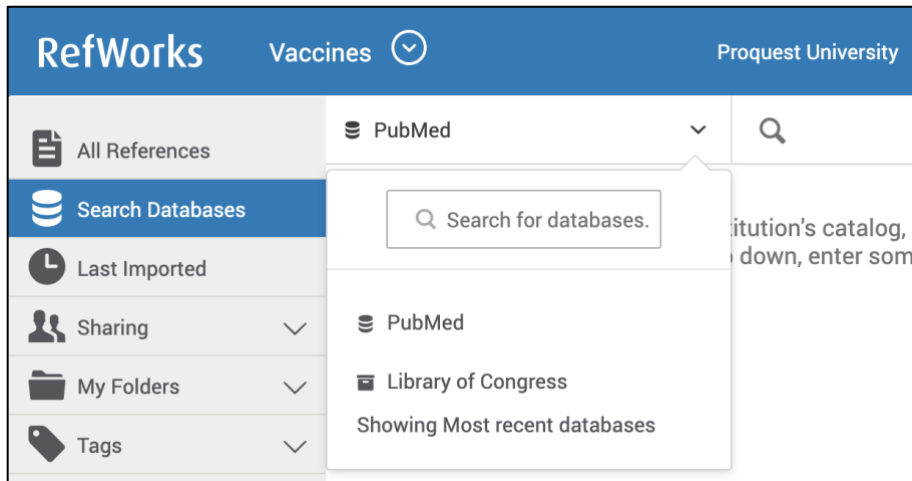 RefWorks
Vaccines
Proquest University
All References
Search Databases
Last Imported
Sharing
My Folders
Tags
PubMed
Search for databases.
PubMed
Library of Congress
Showing Most recent databases
itution's catalog,
down, enter som